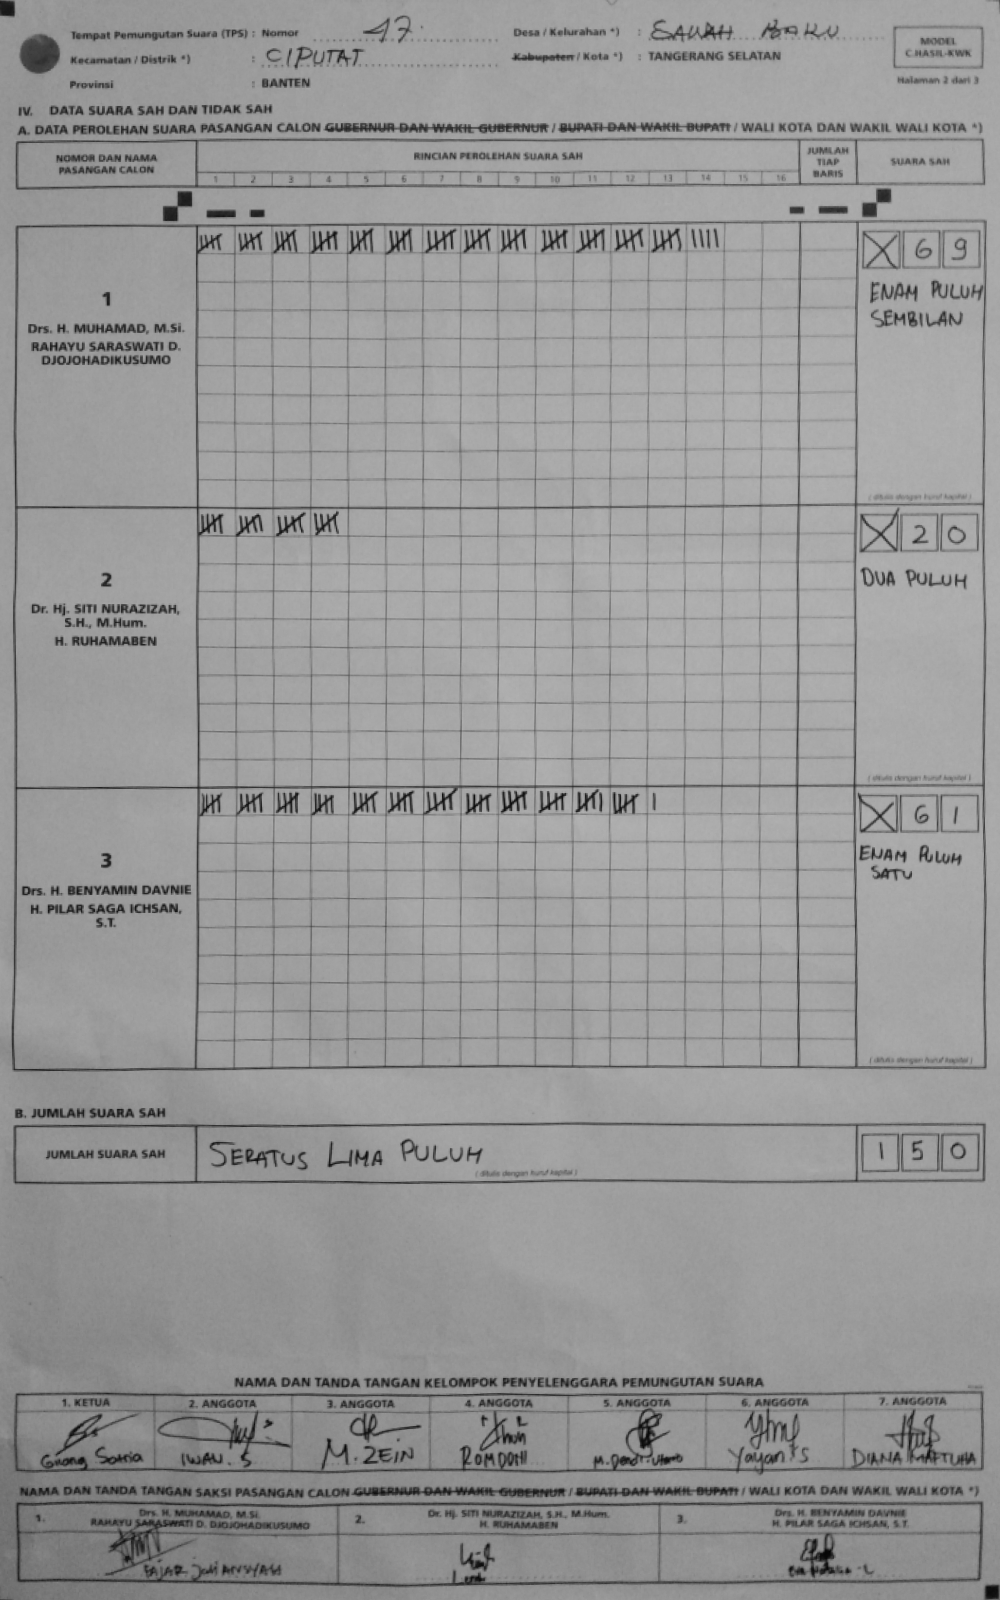 Tempat Pemungutan Suara (TPS) : Nomor 47
Kecamatan / Distrik *) : CIPUTAT
Provinsi : BANTEN
Desa / Kelurahan *) : SAWAH BARU
Kabupaten / Kota *) : TANGERANG SELATAN
MODEL
C.HASIL-KWK
Halaman 2 dari 3
IV. DATA SUARA SAH DAN TIDAK SAH
A. DATA PEROLEHAN SUARA PASANGAN CALON GUBERNUR DAN WAKIL GUBERNUR / BUPATI DAN WAKIL BUPATI / WALI KOTA DAN WAKIL WALI KOTA *)
NOMOR DAN NAMA
PASANGAN CALON
RINCIAN PEROLEHAN SUARA SAH
1 2 3 4 5 6 7 8 9 10 11 12 13 14 15 16
JUMLAH
TIAP
BARIS
SUARA SAH
1
Drs. H. MUHAMAD, M.Si.
RAHAYU SARASWATI D.
DJOJOHADIKUSUMO
X 6 9
ENAM PULUH
SEMBILAN
( ditulis dengan huruf kapital )
2
Dr. Hj. SITI NURAZIZAH,
S.H., M.Hum.
H. RUHAMABEN
X 2 0
DUA PULUH
( ditulis dengan huruf kapital )
3
Drs. H. BENYAMIN DAVNIE
H. PILAR SAGA ICHSAN,
S.T.
X 6 1
ENAM PULUH
SATU
( ditulis dengan huruf kapital )
B. JUMLAH SUARA SAH
JUMLAH SUARA SAH
SERATUS LIMA PULUH
( ditulis dengan huruf kapital )
1 5 0
NAMA DAN TANDA TANGAN KELOMPOK PENYELENGGARA PEMUNGUTAN SUARA
1. KETUA 2. ANGGOTA 3. ANGGOTA 4. ANGGOTA 5. ANGGOTA 6. ANGGOTA 7. ANGGOTA
Satria IWAN. S M. ZEIN ROMDONI Yayan S DIANA MAFTUHA
NAMA DAN TANDA TANGAN SAKSI PASANGAN CALON GUBERNUR DAN WAKIL GUBERNUR / BUPATI DAN WAKIL BUPATI / WALI KOTA DAN WAKIL WALI KOTA *)
1. Drs. H. MUHAMAD, M.Si.
RAHAYU SARASWATI D. DJOJOHADIKUSUMO
2. Dr. Hj. SITI NURAZIZAH, S.H., M.Hum.
H. RUHAMABEN
3. Drs. H. BENYAMIN DAVNIE
H. PILAR SAGA ICHSAN, S.T.
FAJAR JULIANSYAH